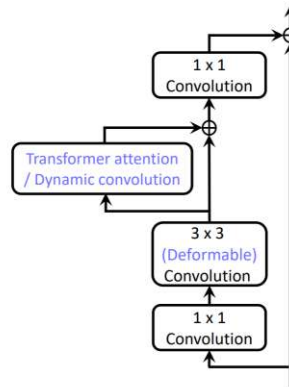 1 x 1
Convolution
Transformer attention
/ Dynamic convolution
3 x 3
(Deformable)
Convolution
1 x 1
Convolution